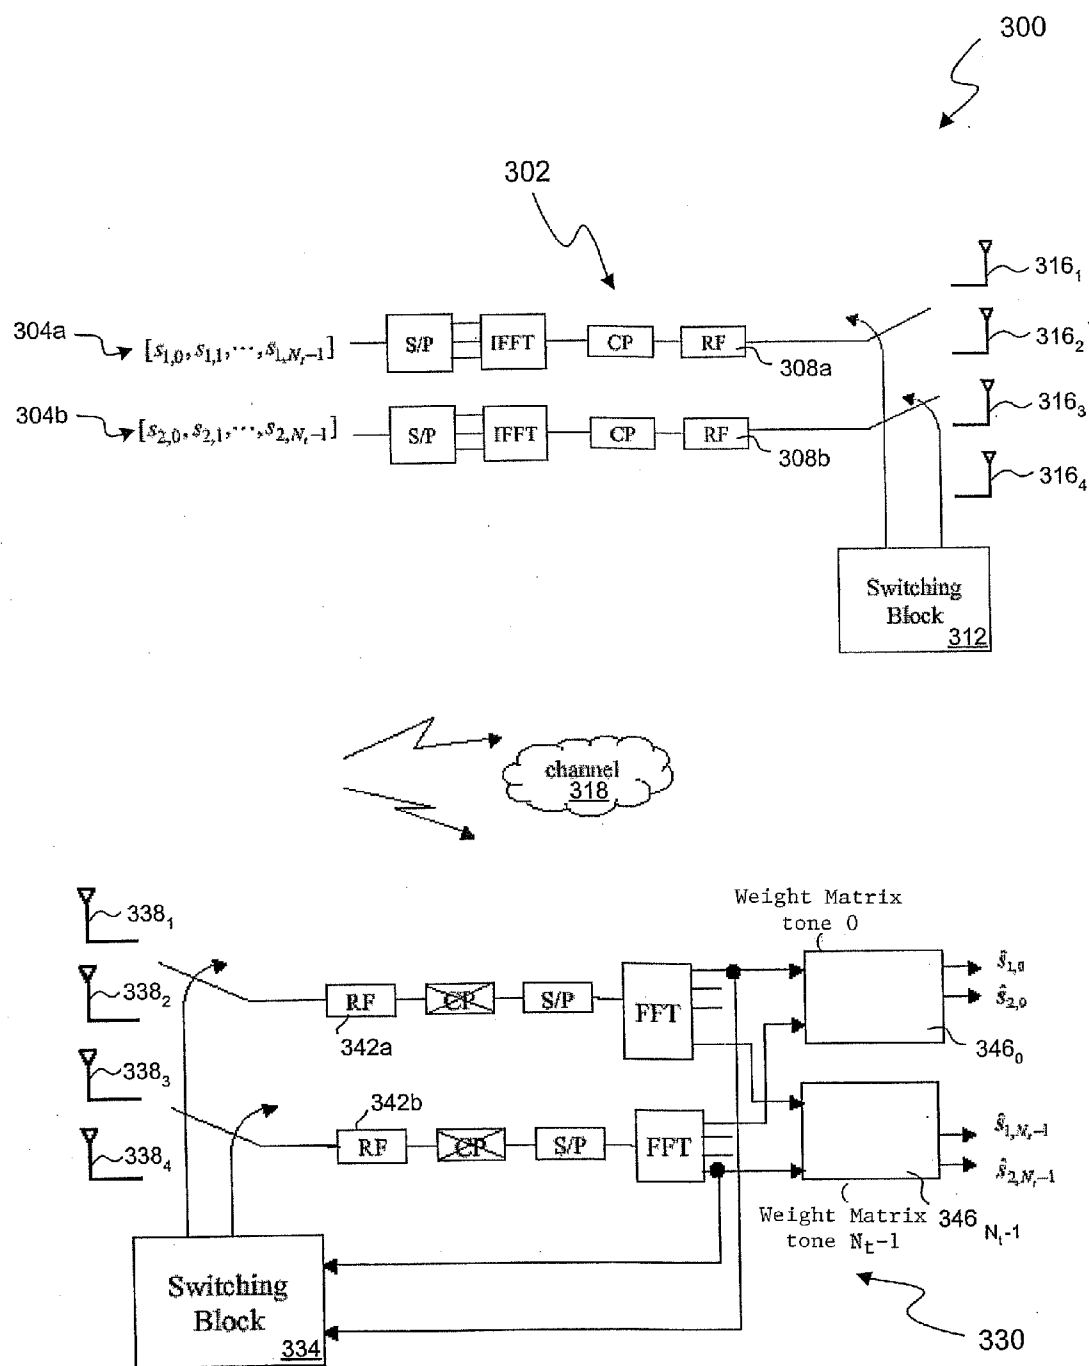 300
302
316₁
304a
[s₁,₀, s₁,₁, ⋯, s₁,Nₜ₋₁]
S/P
IFFT
CP
RF
308a
316₂
304b
[s₂,₀, s₂,₁, ⋯, s₂,Nₜ₋₁]
S/P
IFFT
CP
RF
308b
316₃
316₄
Switching
Block
312
channel
318
338₁
Weight Matrix
tone 0
ŝ₁,₀
338₂
RF
CP
S/P
FFT
ŝ₂,₀
342a
346₀
338₃
342b
ŝ₁,Nₜ₋₁
338₄
RF
CP
S/P
FFT
ŝ₂,Nₜ₋₁
Weight Matrix
tone Nₜ-1
346 Nₜ-1
Switching
Block
334
330